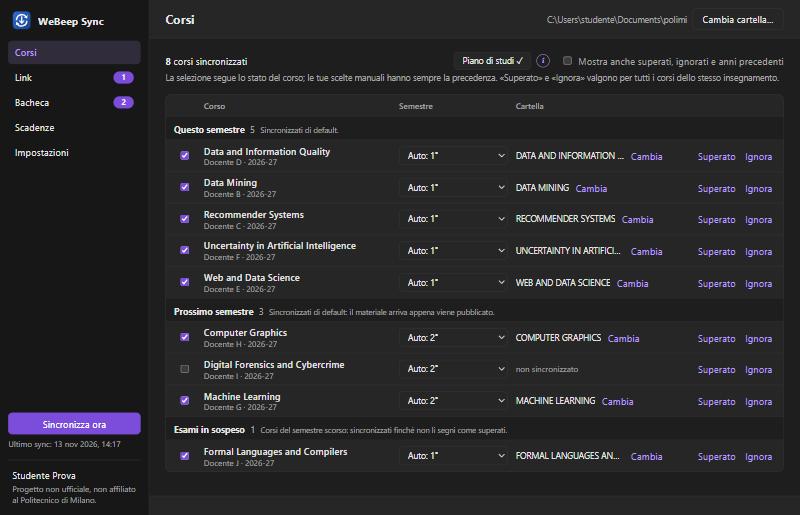 WeBeep Sync
Corsi
Link 1
Bacheca 2
Scadenze
Impostazioni
Sincronizza ora
Ultimo sync: 13 nov 2026, 14:17
Studente Prova
Progetto non ufficiale, non affiliato
al Politecnico di Milano.
Corsi
C:\Users\studente\Documents\polimi
Cambia cartella...
8 corsi sincronizzati
Piano di studi ✓
i
Mostra anche superati, ignorati e anni precedenti
La selezione segue lo stato del corso; le tue scelte manuali hanno sempre la precedenza. «Superato» e «Ignora» valgono per tutti i corsi dello stesso insegnamento.
Corso Semestre Cartella
Questo semestre 5 Sincronizzati di default.
Data and Information Quality
Docente D · 2026-27
Auto: 1° DATA AND INFORMATION ... Cambia Superato Ignora
Data Mining
Docente B · 2026-27
Auto: 1° DATA MINING Cambia Superato Ignora
Recommender Systems
Docente C · 2026-27
Auto: 1° RECOMMENDER SYSTEMS Cambia Superato Ignora
Uncertainty in Artificial Intelligence
Docente F · 2026-27
Auto: 1° UNCERTAINTY IN ARTIFICI... Cambia Superato Ignora
Web and Data Science
Docente E · 2026-27
Auto: 1° WEB AND DATA SCIENCE Cambia Superato Ignora
Prossimo semestre 3 Sincronizzati di default: il materiale arriva appena viene pubblicato.
Computer Graphics
Docente H · 2026-27
Auto: 2° COMPUTER GRAPHICS Cambia Superato Ignora
Digital Forensics and Cybercrime
Docente I · 2026-27
Auto: 2° non sincronizzato Superato Ignora
Machine Learning
Docente G · 2026-27
Auto: 2° MACHINE LEARNING Cambia Superato Ignora
Esami in sospeso 1 Corsi del semestre scorso: sincronizzati finché non li segni come superati.
Formal Languages and Compilers
Docente J · 2026-27
Auto: 1° FORMAL LANGUAGES AN... Cambia Superato Ignora